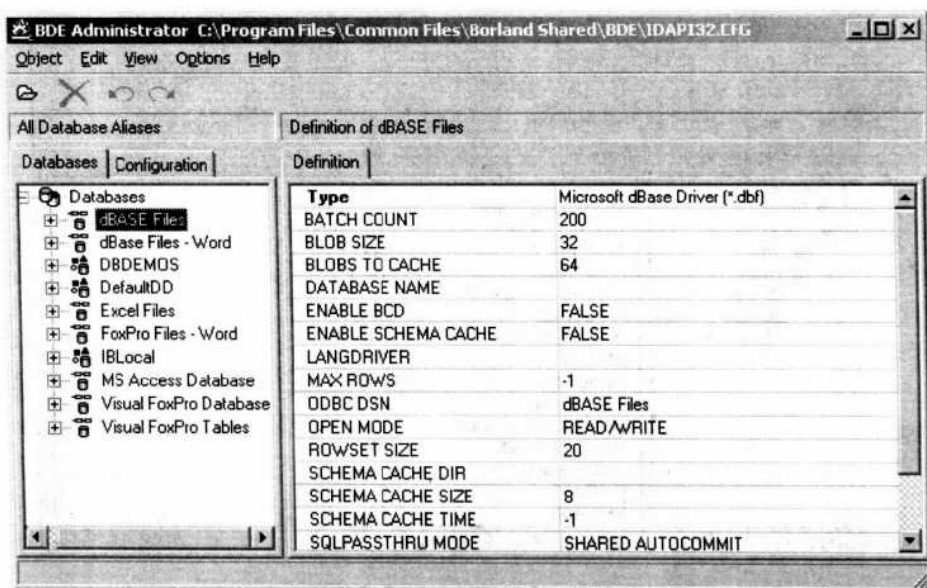 BDE Administrator C:\Program Files\Common Files\Borland Shared\BDE\IDAPI32.CFG
Object Edit View Options Help
All Database Aliases Definition of dBASE Files
Databases Configuration Definition
Databases Type Microsoft dBase Driver (*.dbf)
dBASE Files BATCH COUNT 200
dBase Files - Word BLOB SIZE 32
DBDEMOS BLOBS TO CACHE 64
DefaultDD DATABASE NAME
Excel Files ENABLE BCD FALSE
FoxPro Files - Word ENABLE SCHEMA CACHE FALSE
IBLocal LANGDRIVER
MS Access Database MAX ROWS -1
Visual FoxPro Database ODBC DSN dBASE Files
Visual FoxPro Tables OPEN MODE READ/WRITE
ROWSET SIZE 20
SCHEMA CACHE DIR
SCHEMA CACHE SIZE 8
SCHEMA CACHE TIME -1
SQLPASSTHRU MODE SHARED AUTOCOMMIT